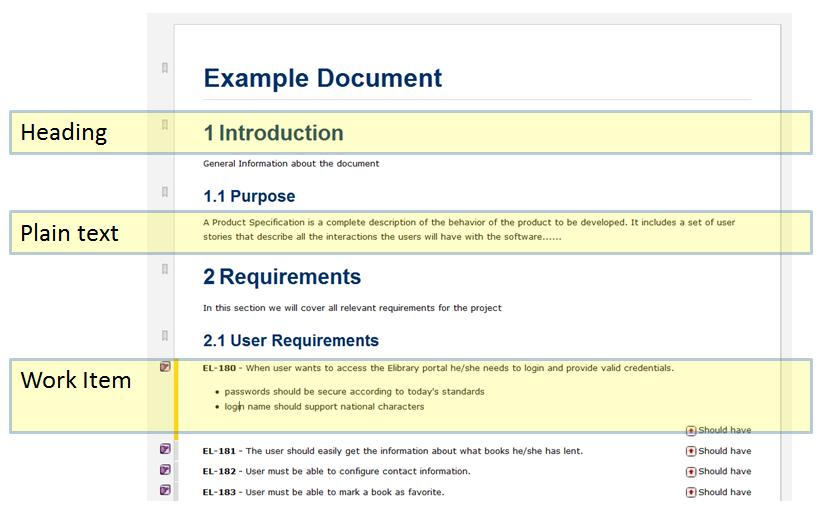 Example Document
Heading
1 Introduction
General Information about the document
1.1 Purpose
Plain text
A Product Specification is a complete description of the behavior of the product to be developed. It includes a set of user
stories that describe all the interactions the users will have with the software......
2 Requirements
In this section we will cover all relevant requirements for the project
2.1 User Requirements
Work Item
EL-180 - When user wants to access the Elibrary portal he/she needs to login and provide valid credentials.
• passwords should be secure according to today's standards
• login name should support national characters
Should have
EL-181 - The user should easily get the information about what books he/she has lent. Should have
EL-182 - User must be able to configure contact information. Should have
EL-183 - User must be able to mark a book as favorite. Should have